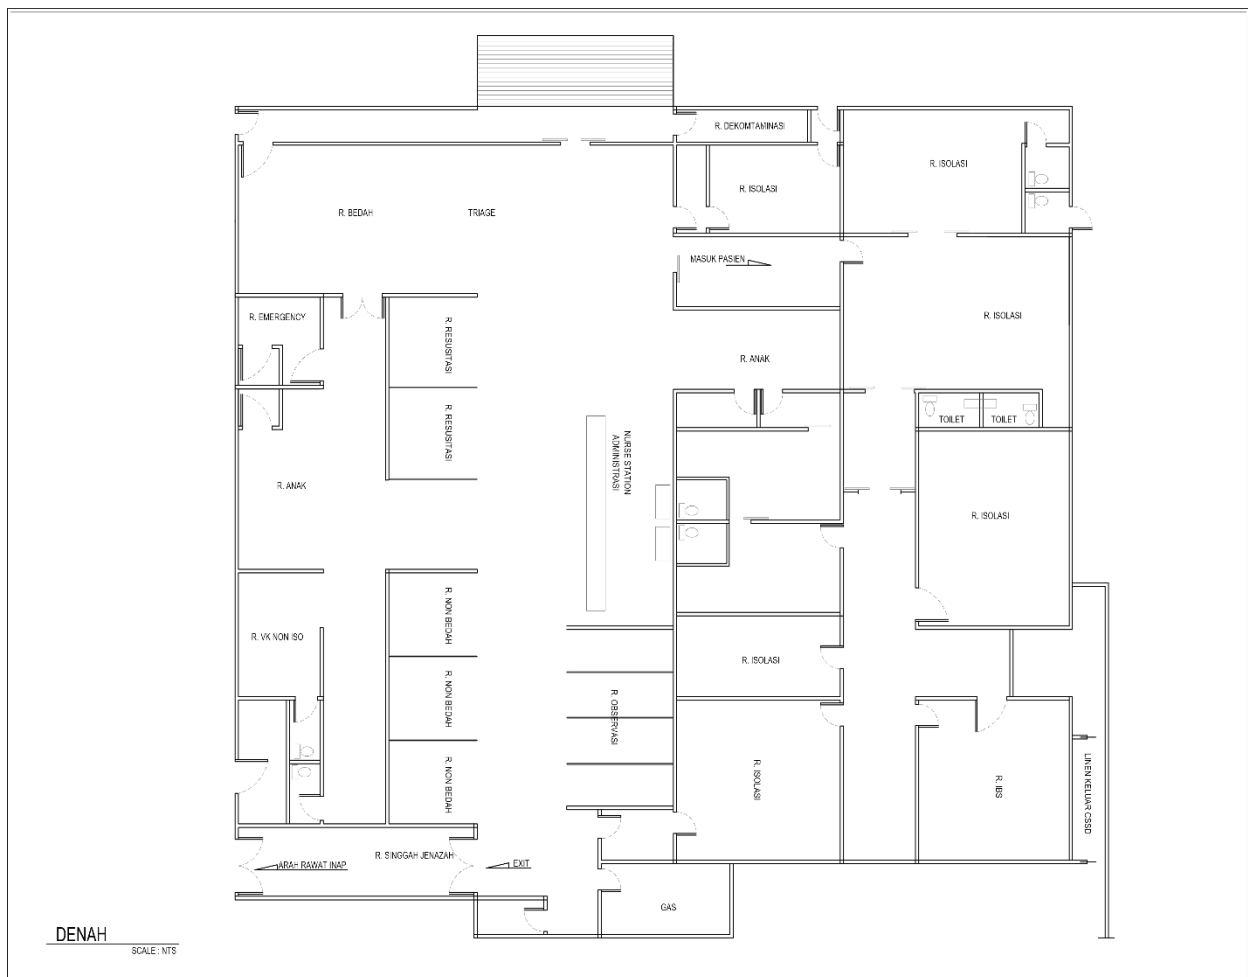 R. DEKOMTAMINASI
R. ISOLASI
R. ISOLASI
R. BEDAH
TRIAGE
MASUK PASIEN
R. EMERGENCY
R. RESUSITASI
R. ISOLASI
R. ANAK
R. RESUSITASI
NURSE STATION
ADMINISTRASI
TOILET
TOILET
R. ANAK
R. ISOLASI
R. NON BEDAH
R. VK NON ISO
R. ISOLASI
R. NON BEDAH
R. OBSERVASI
R. NON BEDAH
R. ISOLASI
R. IBS
LINEN KELUAR CSSD
R. SINGGAH JENAZAH
ARAH RAWAT INAP
EXIT
GAS
DENAH
SCALE : NTS